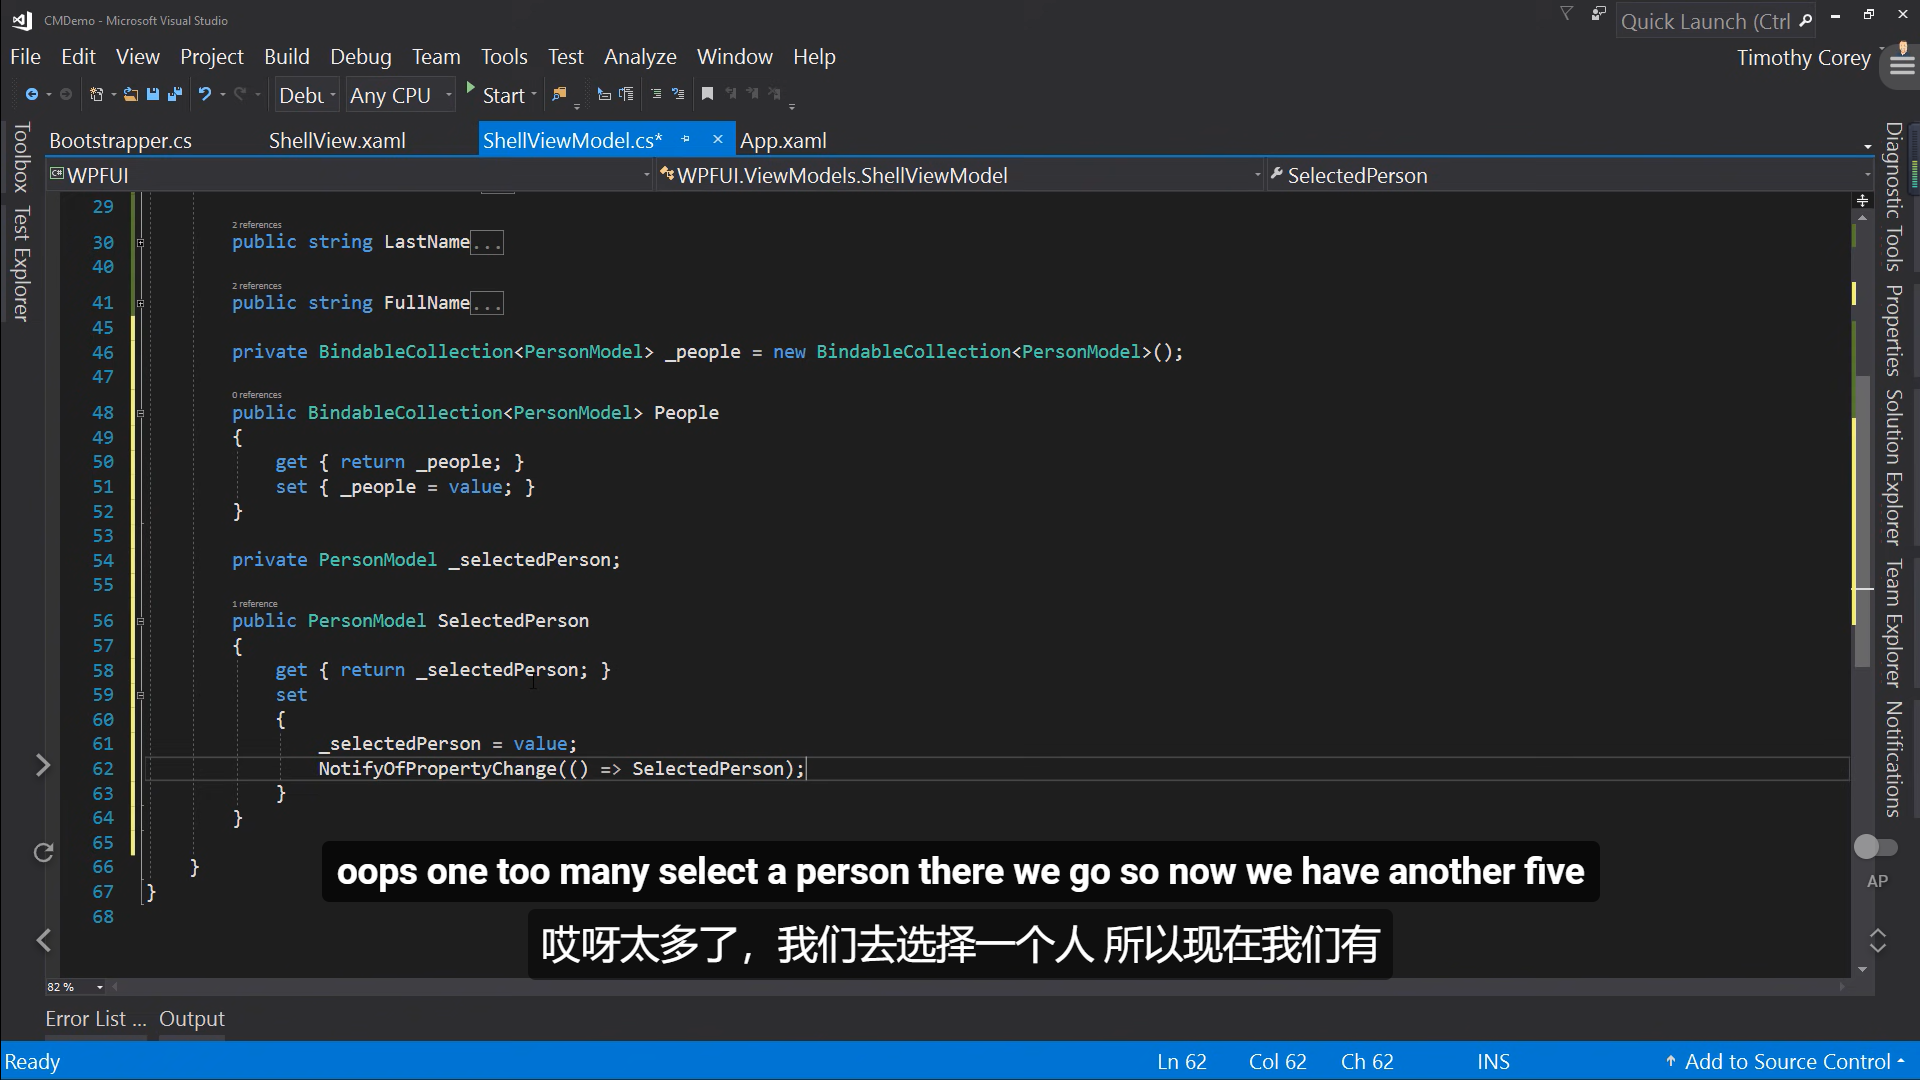 CMDemo - Microsoft Visual Studio
Quick Launch (Ctrl
File Edit View Project Build Debug Team Tools Test Analyze Window Help
Timothy Corey
Debu Any CPU Start
Bootstrapper.cs ShellView.xaml ShellViewModel.cs* App.xaml
C# WPFUI WPFUI.ViewModels.ShellViewModel SelectedPerson
Toolbox
Test Explorer
29
2 references
30 public string LastName...
40
2 references
41 public string FullName...
45
46 private BindableCollection<PersonModel> _people = new BindableCollection<PersonModel>();
47
0 references
48 public BindableCollection<PersonModel> People
49 {
50 get { return _people; }
51 set { _people = value; }
52 }
53
54 private PersonModel _selectedPerson;
55
1 reference
56 public PersonModel SelectedPerson
57 {
58 get { return _selectedPerson; }
59 set
60 {
61 _selectedPerson = value;
62 NotifyOfPropertyChange(() => SelectedPerson);
63 }
64 }
65
66 }
67 }
68
Diagnostic Tools
Properties
Solution Explorer
Team Explorer
Notifications
AP
oops one too many select a person there we go so now we have another five
哎呀太多了，我们去选择一个人 所以现在我们有
82 %
Error List ... Output
Ready Ln 62 Col 62 Ch 62 INS Add to Source Control